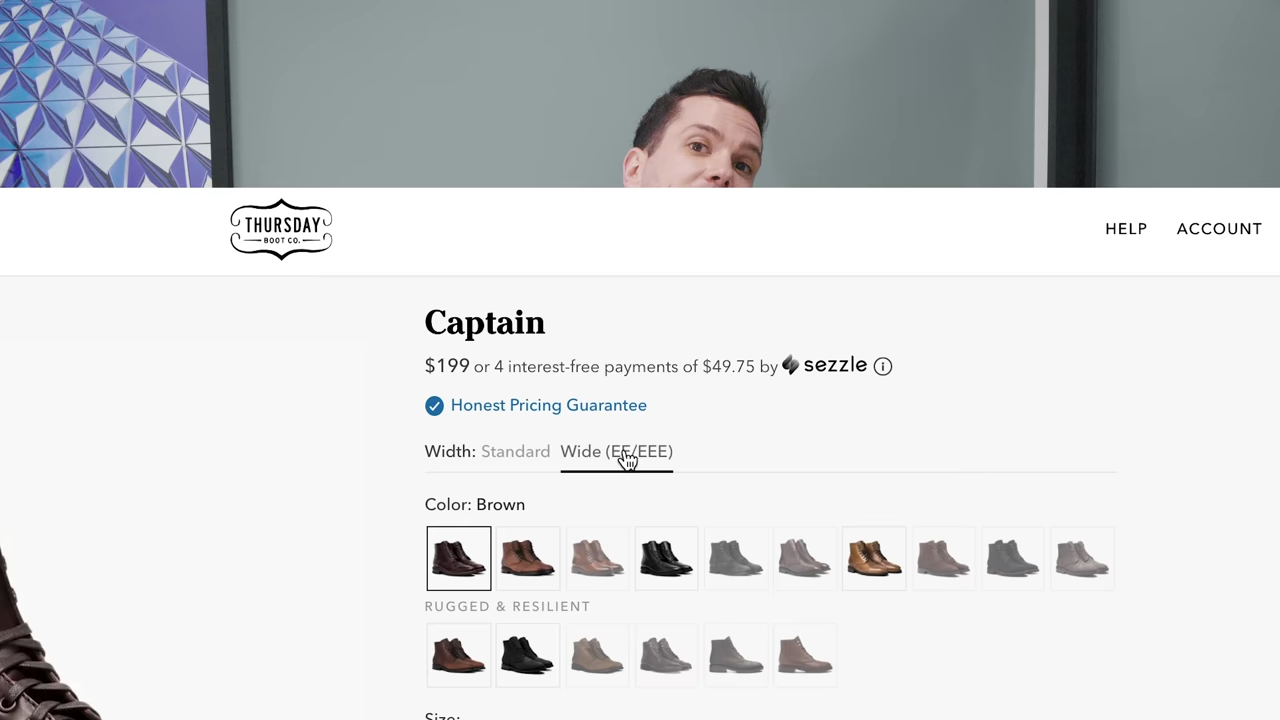 THURSDAY
BOOT CO.
HELP ACCOUNT
Captain
$199 or 4 interest-free payments of $49.75 by sezzle
Honest Pricing Guarantee
Width: Standard Wide (EE/EEE)
Color: Brown
RUGGED & RESILIENT
Size: